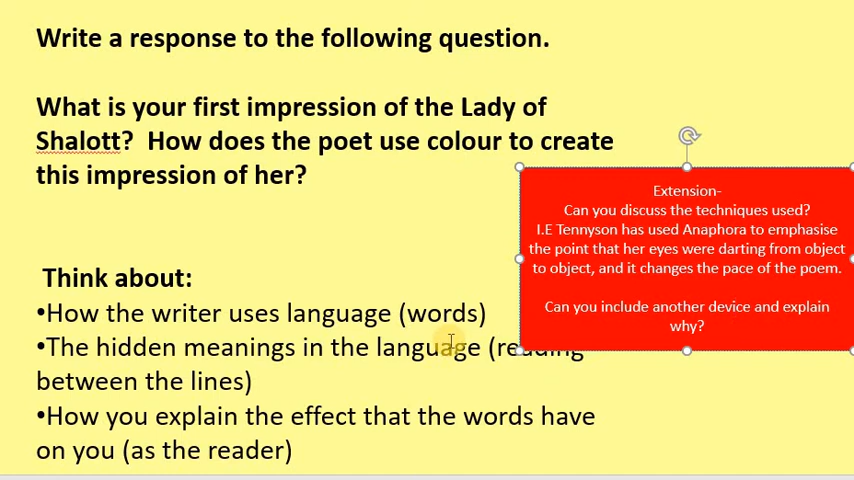 Write a response to the following question.
What is your first impression of the Lady of
Shalott?  How does the poet use colour to create
this impression of her?
Extension-
Can you discuss the techniques used?
I.E Tennyson has used Anaphora to emphasise
the point that her eyes were darting from object
to object, and it changes the pace of the poem.
Can you include another device and explain
why?
Think about:
•How the writer uses language (words)
•The hidden meanings in the language (reading
between the lines)
•How you explain the effect that the words have
on you (as the reader)